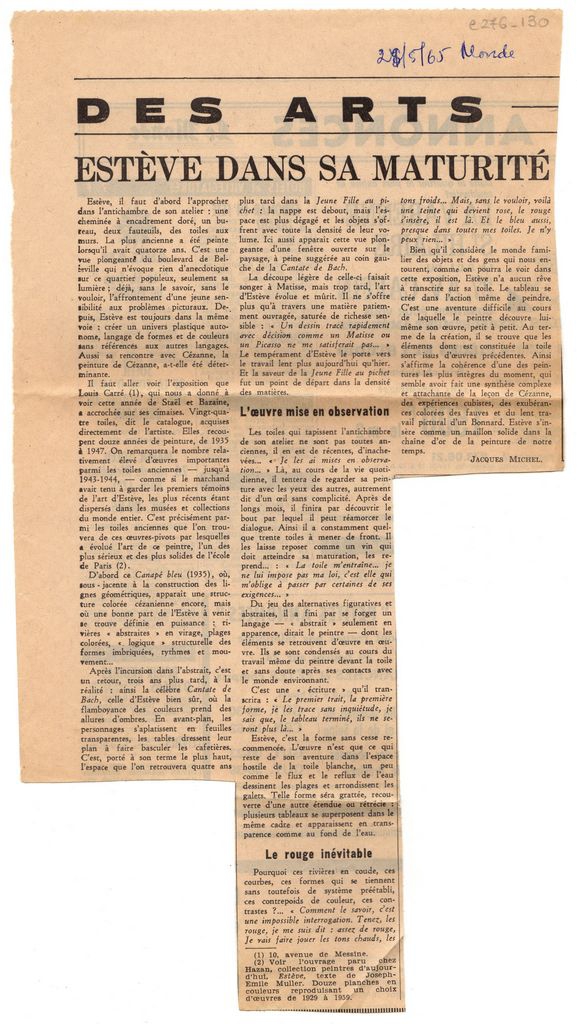 e276-130
28/5/65 Monde
DES ARTS
ESTÈVE DANS SA MATURITÉ
Estève, il faut d'abord l'approcher
dans l'antichambre de son atelier : une
cheminée à encadrement doré, un bu-
reau, deux fauteuils, des toiles aux
murs. La plus ancienne a été peinte
lorsqu'il avait quatorze ans. C'est une
vue plongeante du boulevard de Bel-
leville qui n'évoque rien d'anecdotique
sur ce quartier populeux, seulement sa
lumière ; déjà, sans le savoir, sans le
vouloir, l'affrontement d'une jeune sen-
sibilité aux problèmes picturaux. De-
puis, Estève est toujours dans la même
voie : créer un univers plastique auto-
nome, langage de formes et de couleurs
sans références aux autres langages.
Aussi sa rencontre avec Cézanne, la
peinture de Cézanne, a-t-elle été déter-
minante.
Il faut aller voir l'exposition que
Louis Carré (1), qui nous a donné à
voir cette année de Staël et Bazaine,
a accrochée sur ses cimaises. Vingt-qua-
tre toiles, dit le catalogue, acquises
directement de l'artiste. Elles recou-
pent douze années de peinture, de 1935
à 1947. On remarquera le nombre rela-
tivement élevé d'œuvres importantes
parmi les toiles anciennes — jusqu'à
1943-1944, — comme si le marchand
avait tenu à garder les premiers témoins
de l'art d'Estève, les plus récents étant
dispersés dans les musées et collections
du monde entier. C'est précisément par-
mi les toiles anciennes que l'on trou-
vera de ces œuvres-pivots par lesquelles
a évolué l'art de ce peintre, l'un des
plus sérieux et des plus solides de l'école
de Paris (2).
D'abord ce Canapé bleu (1935), où,
sous - jacente à la construction des li-
gnes géométriques, apparaît une struc-
ture colorée cézanienne encore, mais
où une bonne part de l'Estève à venir
se trouve définie en puissance : ri-
vières « abstraites » en virage, plages
colorées, « logique » structurelle des
formes imbriquées, rythmes et mou-
vement...
Après l'incursion dans l'abstrait, c'est
un retour, trois ans plus tard, à la
réalité : ainsi la célèbre Cantate de
Bach, celle d'Estève bien sûr, où la
flamboyance des couleurs prend des
allures d'ombres. En avant-plan, les
personnages s'aplatissent en feuilles
transparentes, les tables dressent leur
plan à faire basculer les cafetières.
C'est, porté à son terme le plus haut,
l'espace que l'on retrouvera quatre ans
plus tard dans la Jeune Fille au pi-
chet : la nappe est debout, mais l'es-
pace est plus dégagé et les objets s'of-
frent avec toute la densité de leur vo-
lume. Ici aussi apparaît cette vue plon-
geante d'une fenêtre ouverte sur le
paysage, à peine suggérée au coin gau-
che de la Cantate de Bach.
La découpe légère de celle-ci faisait
songer à Matisse, mais trop tard, l'art
d'Estève évolue et mûrit. Il ne s'offre
plus qu'à travers une matière patiem-
ment ouvragée, saturée de richesse sen-
sible : « Un dessin tracé rapidement
avec décision comme un Matisse ou
un Picasso ne me satisferait pas... »
Le tempérament d'Estève le porte vers
le travail lent plus aujourd'hui qu'hier.
Et la saveur de la Jeune Fille au pichet
fut un point de départ dans la densité
des matières.
L'œuvre mise en observation
Les toiles qui tapissent l'antichambre
de son atelier ne sont pas toutes an-
ciennes, il en est de récentes, d'inache-
vées... « Je les ai mises en observa-
tion... » Là, au cours de la vie quoti-
dienne, il tentera de regarder sa pein-
ture avec les yeux des autres, autrement
dit d'un œil sans complicité. Après de
longs mois, il finira par découvrir le
bout par lequel il peut réamorcer le
dialogue. Ainsi il a constamment quel-
que trente toiles à mener de front. Il
les laisse reposer comme un vin qui
doit atteindre sa maturation, les re-
prend... : « La toile m'entraîne... je
ne lui impose pas ma loi, c'est elle qui
m'oblige à passer par certaines de ses
exigences... »
Du jeu des alternatives figuratives et
abstraites, il a fini par se forger un
langage — « abstrait » seulement en
apparence, dirait le peintre — dont les
éléments se retrouvent d'œuvre en œu-
vre. Ils se sont condensés au cours du
travail même du peintre devant la toile
et sans doute après ses contacts avec
le monde environnant.
C'est une « écriture » qu'il trans-
crit a : « Le premier trait, la première
forme, je les trace sans inquiétude, je
sais que, le tableau terminé, ils ne se-
ront plus là... »
Estève, c'est la forme sans cesse re-
commencée. L'œuvre n'est que ce qui
reste de son aventure dans l'espace
hostile de la toile blanche, un peu
comme le flux et le reflux de l'eau
dessinent les plages et arrondissent les
galets. Telle forme sera grattée, recou-
verte d'une autre étendue ou rétrécie ;
plusieurs tableaux se superposent dans le
même cadre et apparaissent en trans-
parence comme au fond de l'eau.
Le rouge inévitable
Pourquoi ces rivières en coude, ces
courbes, ces formes qui se tiennent
sans toutefois de système préétabli,
ces contrepoids de couleur, ces con-
trastes ?... « Comment le savoir, c'est
une impossible interrogation. Tenez, les
rouge, je me suis dit : assez de rouge,
Je vais faire jouer les tons chauds, les
(1) 10, avenue de Messine.
(2) Voir l'ouvrage paru chez
Hazan, collection peintres d'aujour-
d'hui, Estève, texte de Joseph-
Emile Muller. Douze planches en
couleurs reproduisant un choix
d'œuvres de 1929 à 1959.
tons froids... Mais, sans le vouloir, voilà
une teinte qui devient rose, le rouge
s'insère, il est là. Et le bleu aussi,
presque dans toutes mes toiles. Je n'y
peux rien... »
Bien qu'il considère le monde fami-
lier des objets et des gens qui nous en-
tourent, comme on pourra le voir dans
cette exposition, Estève n'a aucun rêve
à transcrire sur sa toile. Le tableau se
crée dans l'action même de peindre.
C'est une aventure difficile au cours
de laquelle le peintre découvre lui-
même son œuvre, petit à petit. Au ter-
me de la création, il se trouve que les
éléments dont est constituée la toile
sont issus d'œuvres précédentes. Ainsi
s'affirme la cohérence d'une des pein-
tures les plus intègres du moment, qui
semble avoir fait une synthèse complexe
et attachante de la leçon de Cézanne,
des expériences cubistes, des exubéran-
ces colorées des fauves et du lent tra-
vail pictural d'un Bonnard. Estève s'in-
sère comme un maillon solide dans la
chaîne d'or de la peinture de notre
temps.
JACQUES MICHEL.